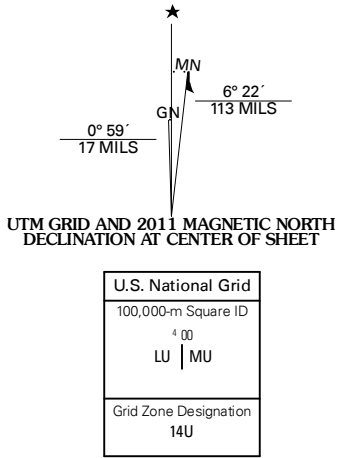 MN
GN
6° 22´
113 MILS
0° 59´
17 MILS
UTM GRID AND 2011 MAGNETIC NORTH
DECLINATION AT CENTER OF SHEET
U.S. National Grid
100,000-m Square ID
4 00
LU MU
Grid Zone Designation
14U